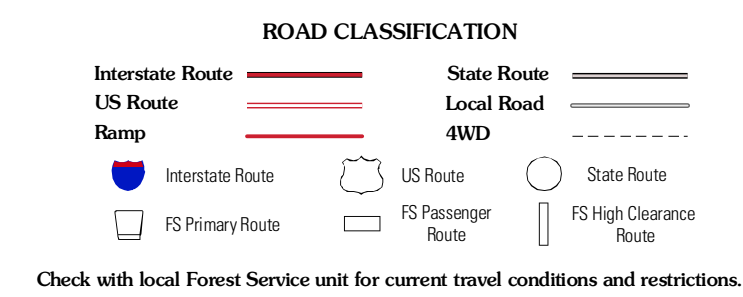 ROAD CLASSIFICATION
Interstate Route
State Route
US Route
Local Road
Ramp
4WD
Interstate Route
US Route
State Route
FS Primary Route
FS Passenger
Route
FS High Clearance
Route
Check with local Forest Service unit for current travel conditions and restrictions.